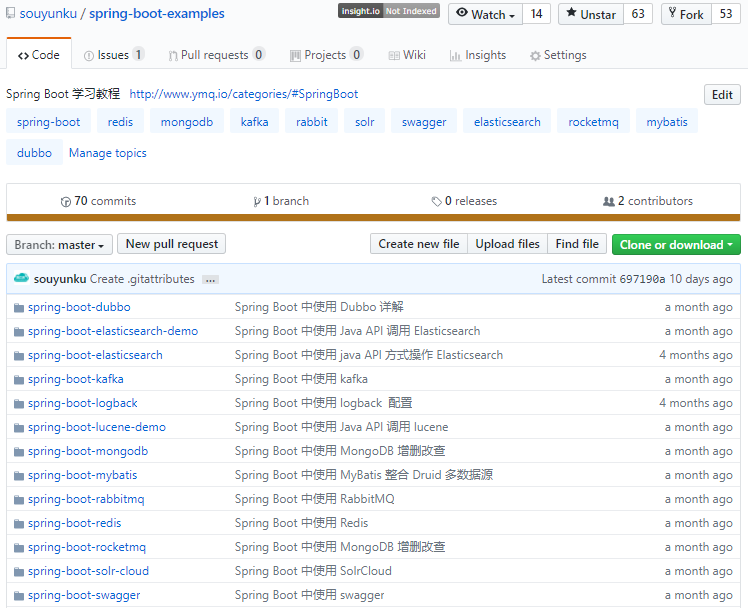 souyunku / spring-boot-examples insight.io Not Indexed Watch 14 Unstar 63 Fork 53
Code Issues 1 Pull requests 0 Projects 0 Wiki Insights Settings
Spring Boot 学习教程 http://www.ymq.io/categories/#SpringBoot Edit
spring-boot redis mongodb kafka rabbit solr swagger elasticsearch rocketmq mybatis
dubbo Manage topics
70 commits 1 branch 0 releases 2 contributors
Branch: master New pull request Create new file Upload files Find file Clone or download
souyunku Create .gitattributes ... Latest commit 697190a 10 days ago
spring-boot-dubbo Spring Boot 中使用 Dubbo 详解 a month ago
spring-boot-elasticsearch-demo Spring Boot 中使用 Java API 调用 Elasticsearch a month ago
spring-boot-elasticsearch Spring Boot 中使用 java API 方式操作 Elasticsearch 4 months ago
spring-boot-kafka Spring Boot 中使用 kafka a month ago
spring-boot-logback Spring Boot 中使用 logback 配置 4 months ago
spring-boot-lucene-demo Spring Boot 中使用 Java API 调用 lucene a month ago
spring-boot-mongodb Spring Boot 中使用 MongoDB 增删改查 a month ago
spring-boot-mybatis Spring Boot 中使用 MyBatis 整合 Druid 多数据源 a month ago
spring-boot-rabbitmq Spring Boot 中使用 RabbitMQ a month ago
spring-boot-redis Spring Boot 中使用 Redis a month ago
spring-boot-rocketmq Spring Boot 中使用 MongoDB 增删改查 a month ago
spring-boot-solr-cloud Spring Boot 中使用 SolrCloud a month ago
spring-boot-swagger Spring Boot 中使用 swagger a month ago